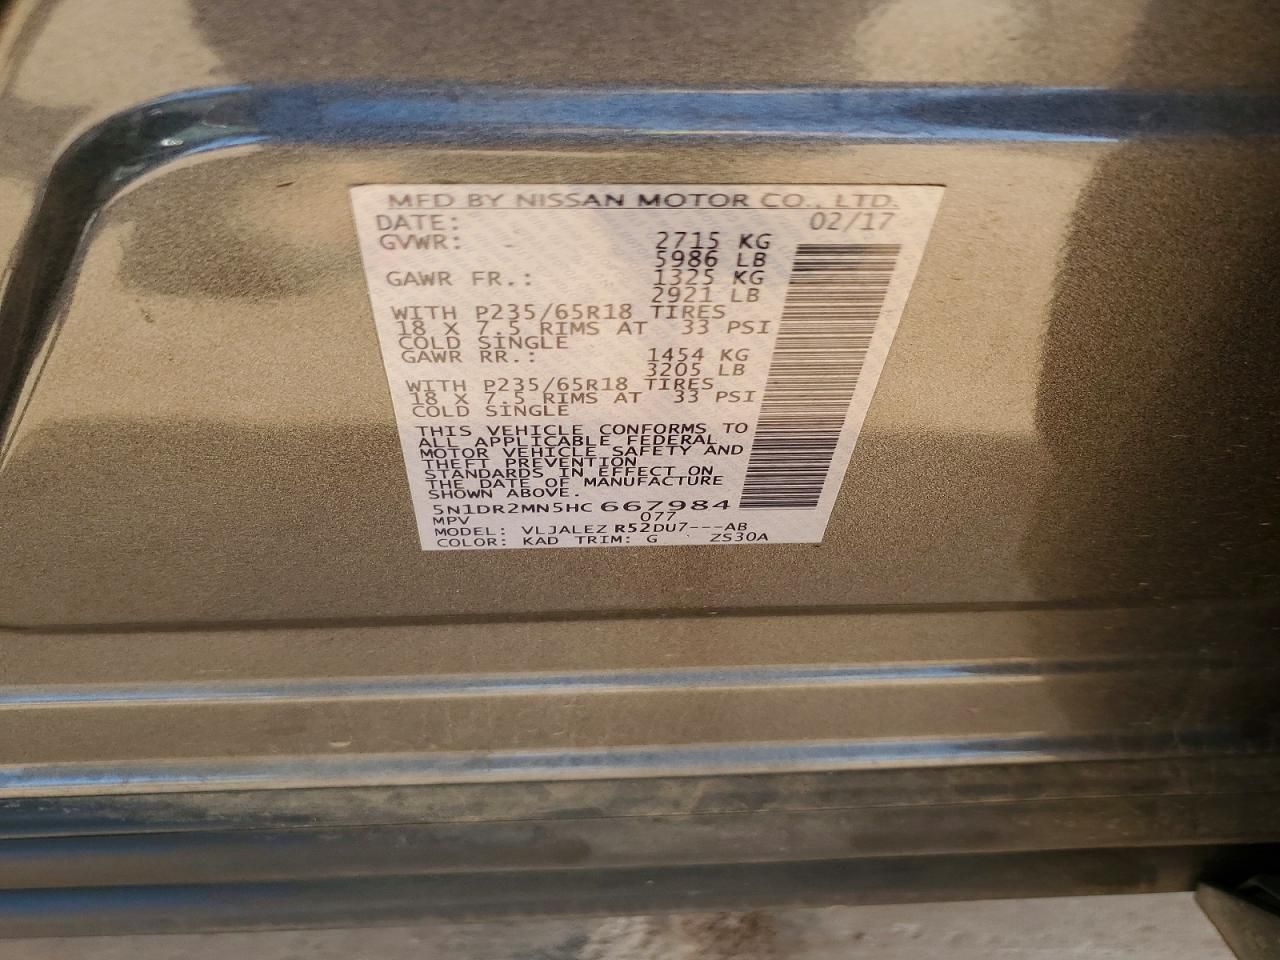 MFD BY NISSAN MOTOR CO., LTD.
DATE: 02/17
GVWR: 2715 KG
5986 LB
GAWR FR.: 1325 KG
2921 LB
WITH P235/65R18 TIRES
18 X 7.5 RIMS AT 33 PSI
COLD SINGLE
GAWR RR.: 1454 KG
3205 LB
WITH P235/65R18 TIRES
18 X 7.5 RIMS AT 33 PSI
COLD SINGLE
THIS VEHICLE CONFORMS TO
ALL APPLICABLE FEDERAL
MOTOR VEHICLE SAFETY AND
THEFT PREVENTION
STANDARDS IN EFFECT ON
THE DATE OF MANUFACTURE
SHOWN ABOVE.
5N1DR2MN5HC 667984
MPV 077
MODEL: VLJALEZ R52DU7---AB
COLOR: KAD TRIM: G ZS30A